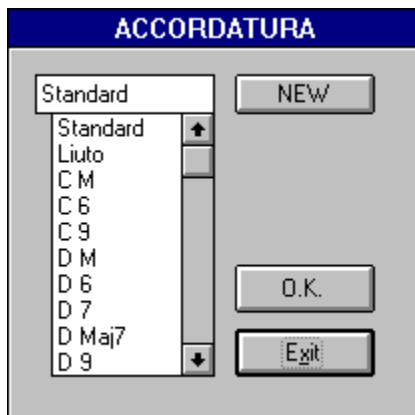 ACCORDATURA
Standard
NEW
Standard
Liuto
C M
C 6
C 9
D M
D 6
D 7
D Maj7
D 9
O.K.
Exit